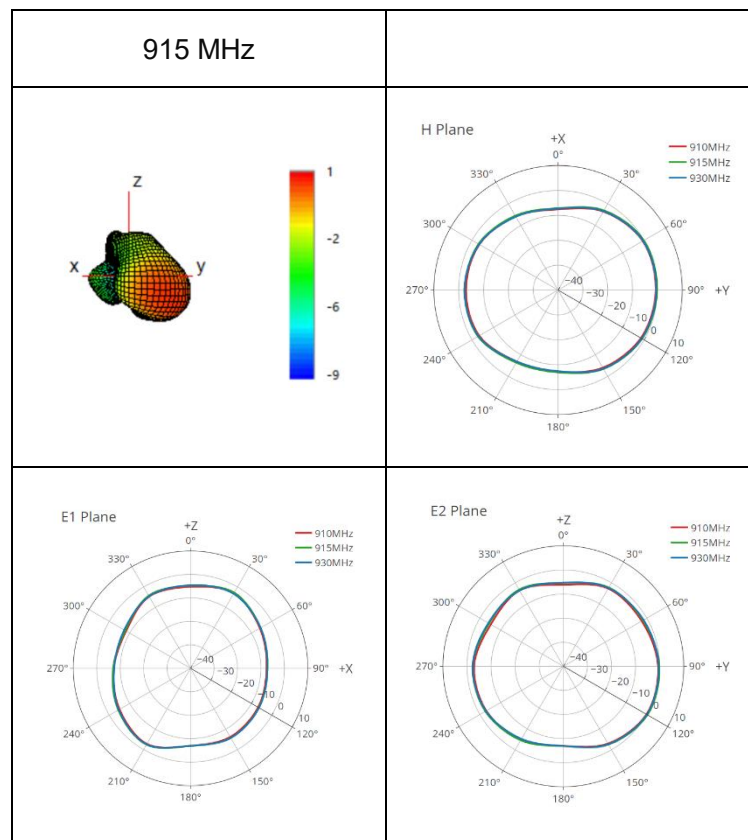 915 MHz
z
x
y
1
-2
-6
-9
H Plane
+X
0°
910MHz
915MHz
930MHz
330°
30°
300°
60°
270°
90° +Y
−40
−30
−20
−10
0
10
240°
120°
210°
150°
180°
E1 Plane
+Z
0°
910MHz
915MHz
930MHz
330°
30°
300°
60°
270°
90° +X
−40
−30
−20
−10
0
10
240°
120°
210°
150°
180°
E2 Plane
+Z
0°
910MHz
915MHz
930MHz
330°
30°
300°
60°
270°
90° +Y
−40
−30
−20
−10
0
10
240°
120°
210°
150°
180°